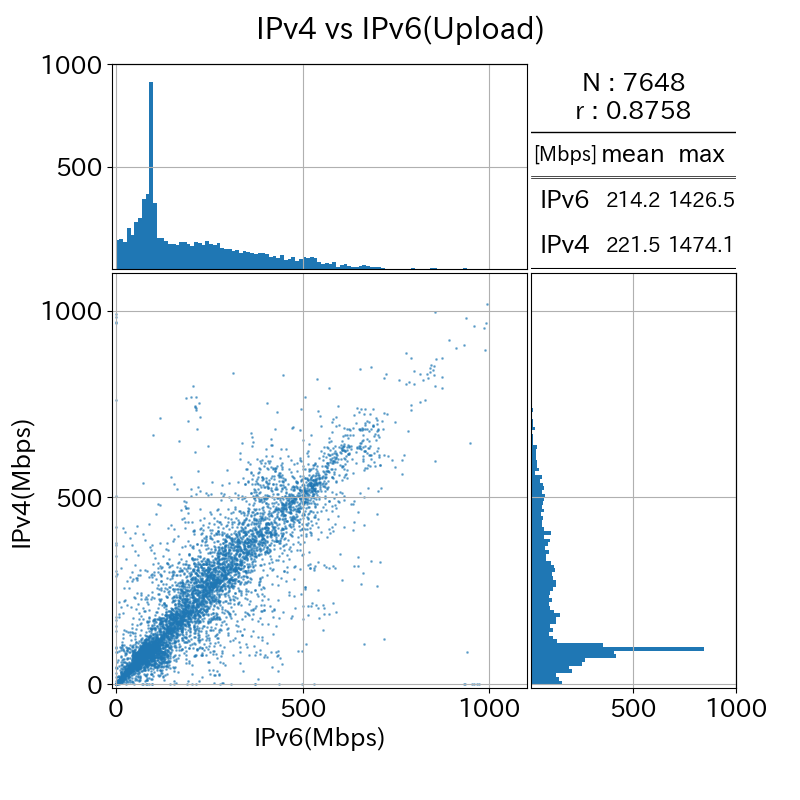 IPv4 vs IPv6(Upload)
1000
500
N : 7648
r : 0.8758
[Mbps] mean max
IPv6 214.2 1426.5
IPv4 221.5 1474.1
1000
500
0
IPv4(Mbps)
0 500 1000
IPv6(Mbps)
500 1000